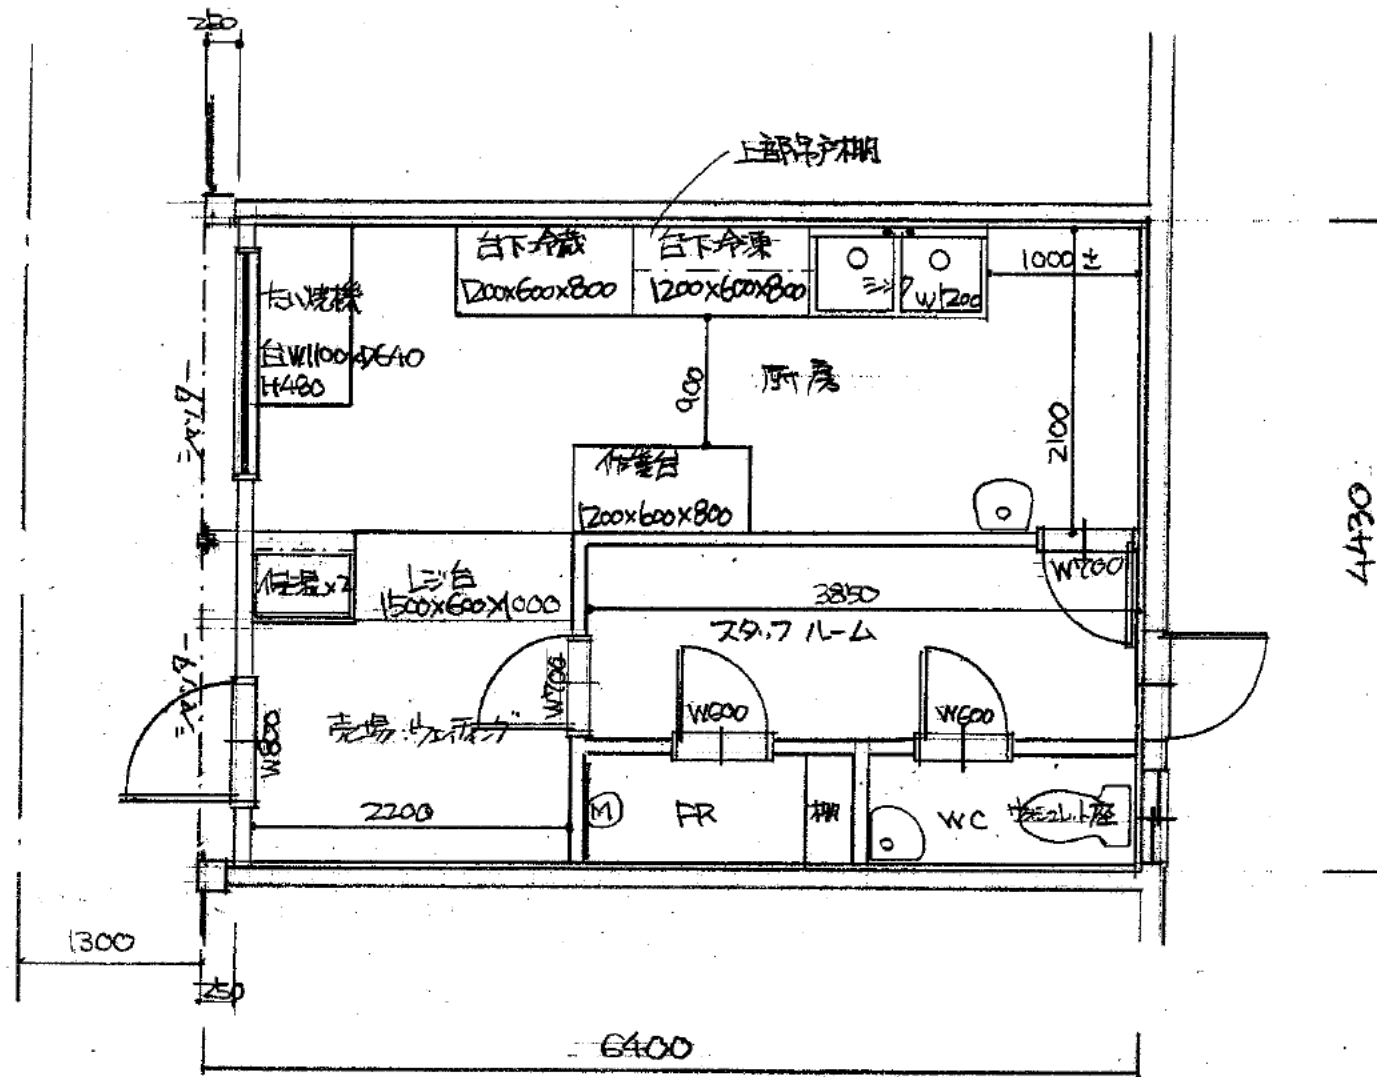 250
上部吊戸棚
台下冷蔵
1200x600x800
台下冷凍
1200x600x800
シンク
W1200
1000±
たい焼機
台W1100xD640
H480
シャッター
900
厨房
2100
作業台
1200x600x800
4430
保温x2
レジ台
1500x600x1000
W700
3850
スタッフルーム
シャッター
W700
W600
W600
売場・ウェイティング
W800
2200
M
PR
棚
WC
ウォシュレット座
1300
250
6400